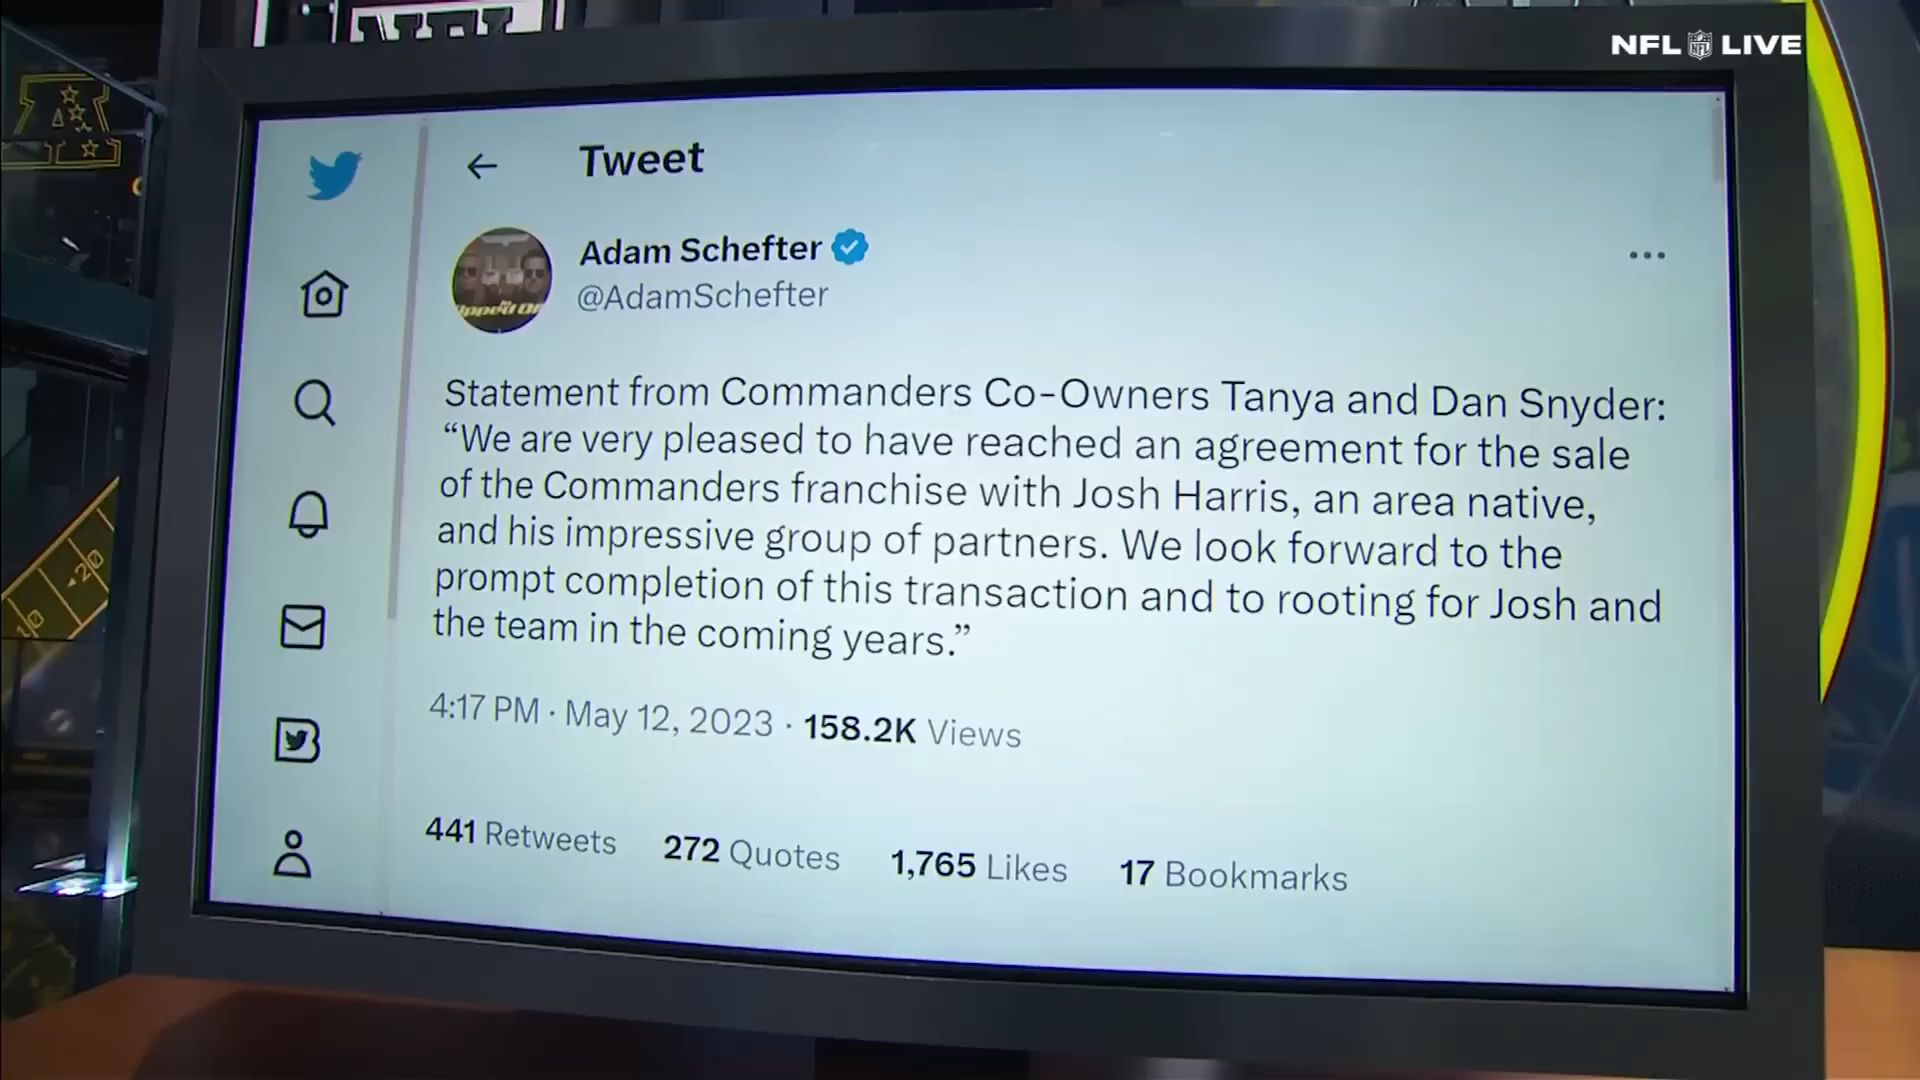 NFL LIVE
Tweet
Adam Schefter
@AdamSchefter
Statement from Commanders Co-Owners Tanya and Dan Snyder:
“We are very pleased to have reached an agreement for the sale
of the Commanders franchise with Josh Harris, an area native,
and his impressive group of partners. We look forward to the
prompt completion of this transaction and to rooting for Josh and
the team in the coming years.”
4:17 PM · May 12, 2023 · 158.2K Views
441 Retweets 272 Quotes 1,765 Likes 17 Bookmarks
20
10